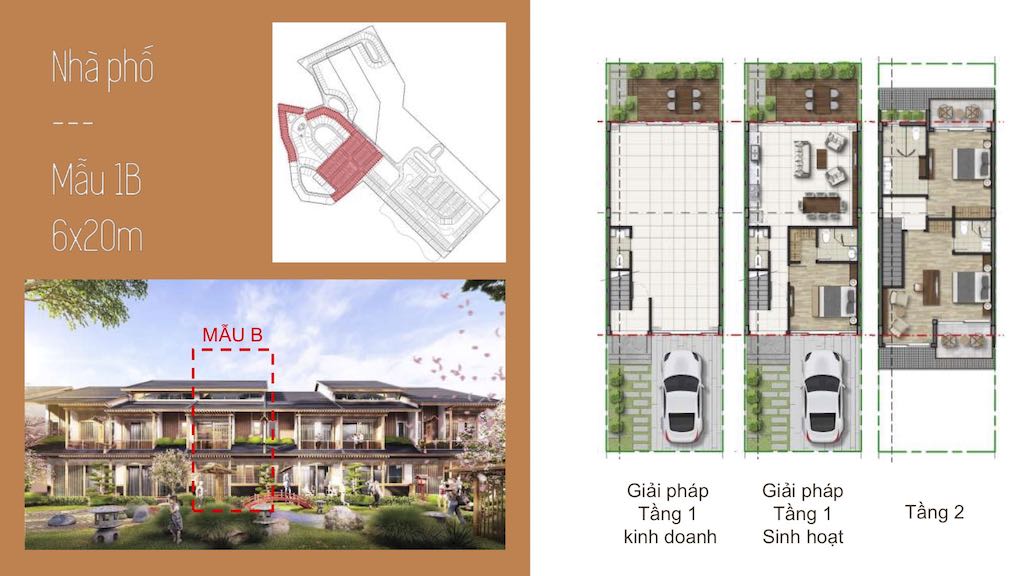 Nhà phố
---
Mẫu 1B
6x20m
MẪU B
Giải pháp
Tầng 1
kinh doanh
Giải pháp
Tầng 1
Sinh hoạt
Tầng 2